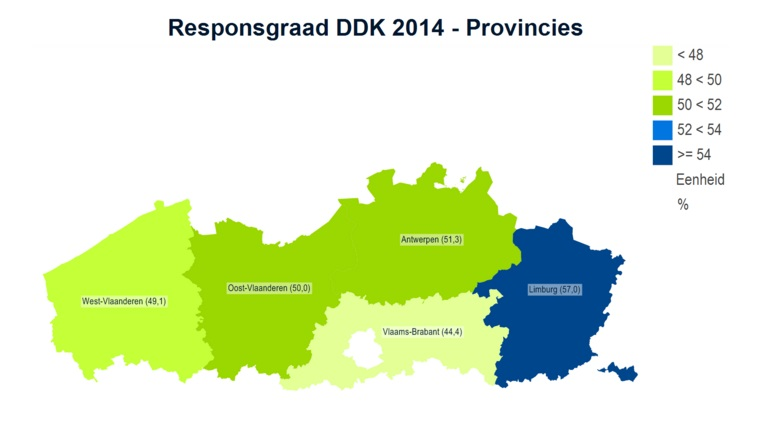 Responsgraad DDK 2014 - Provincies
< 48
48 < 50
50 < 52
52 < 54
>= 54
Eenheid
%
Antwerpen (51,3)
Oost-Vlaanderen (50,0)
Limburg (57,0)
West-Vlaanderen (49,1)
Vlaams-Brabant (44,4)